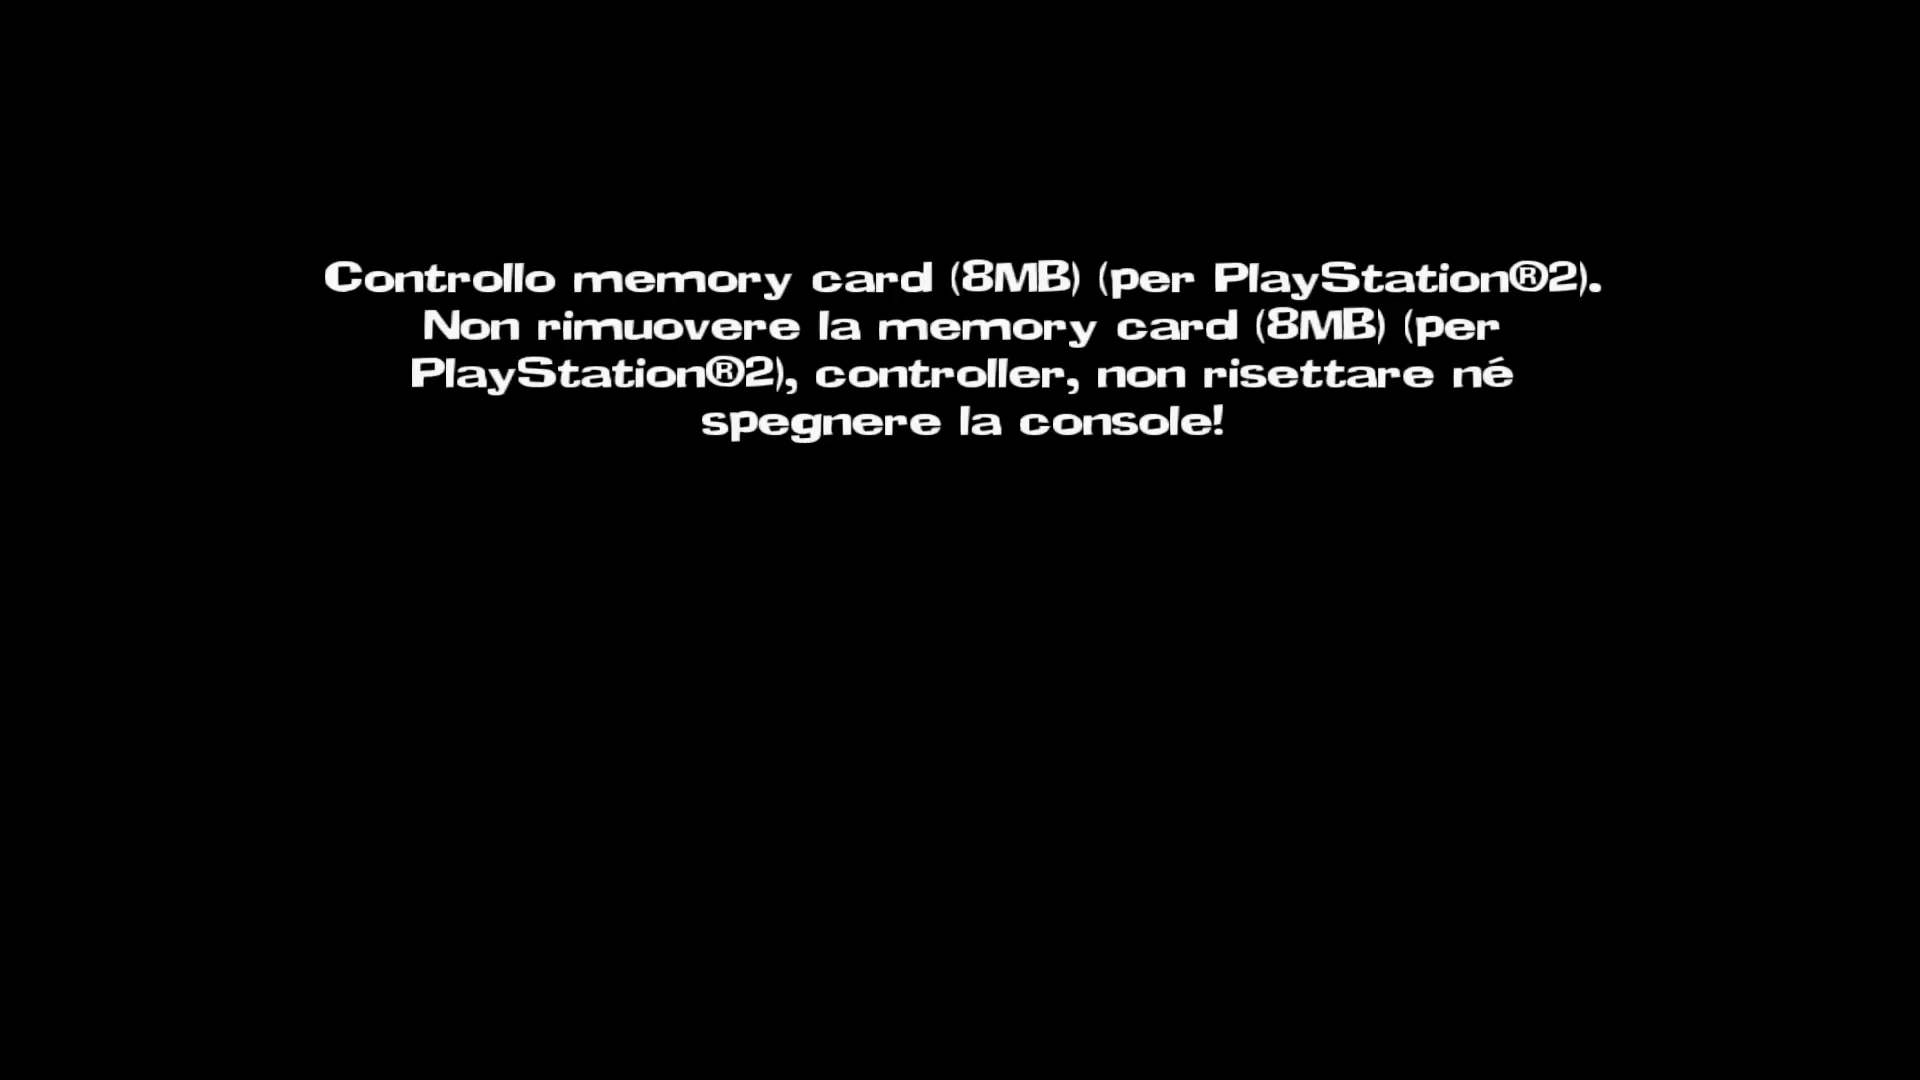 Controllo memory card (8MB) (per PlayStation®2).
Non rimuovere la memory card (8MB) (per
PlayStation®2), controller, non risettare né
spegnere la console!